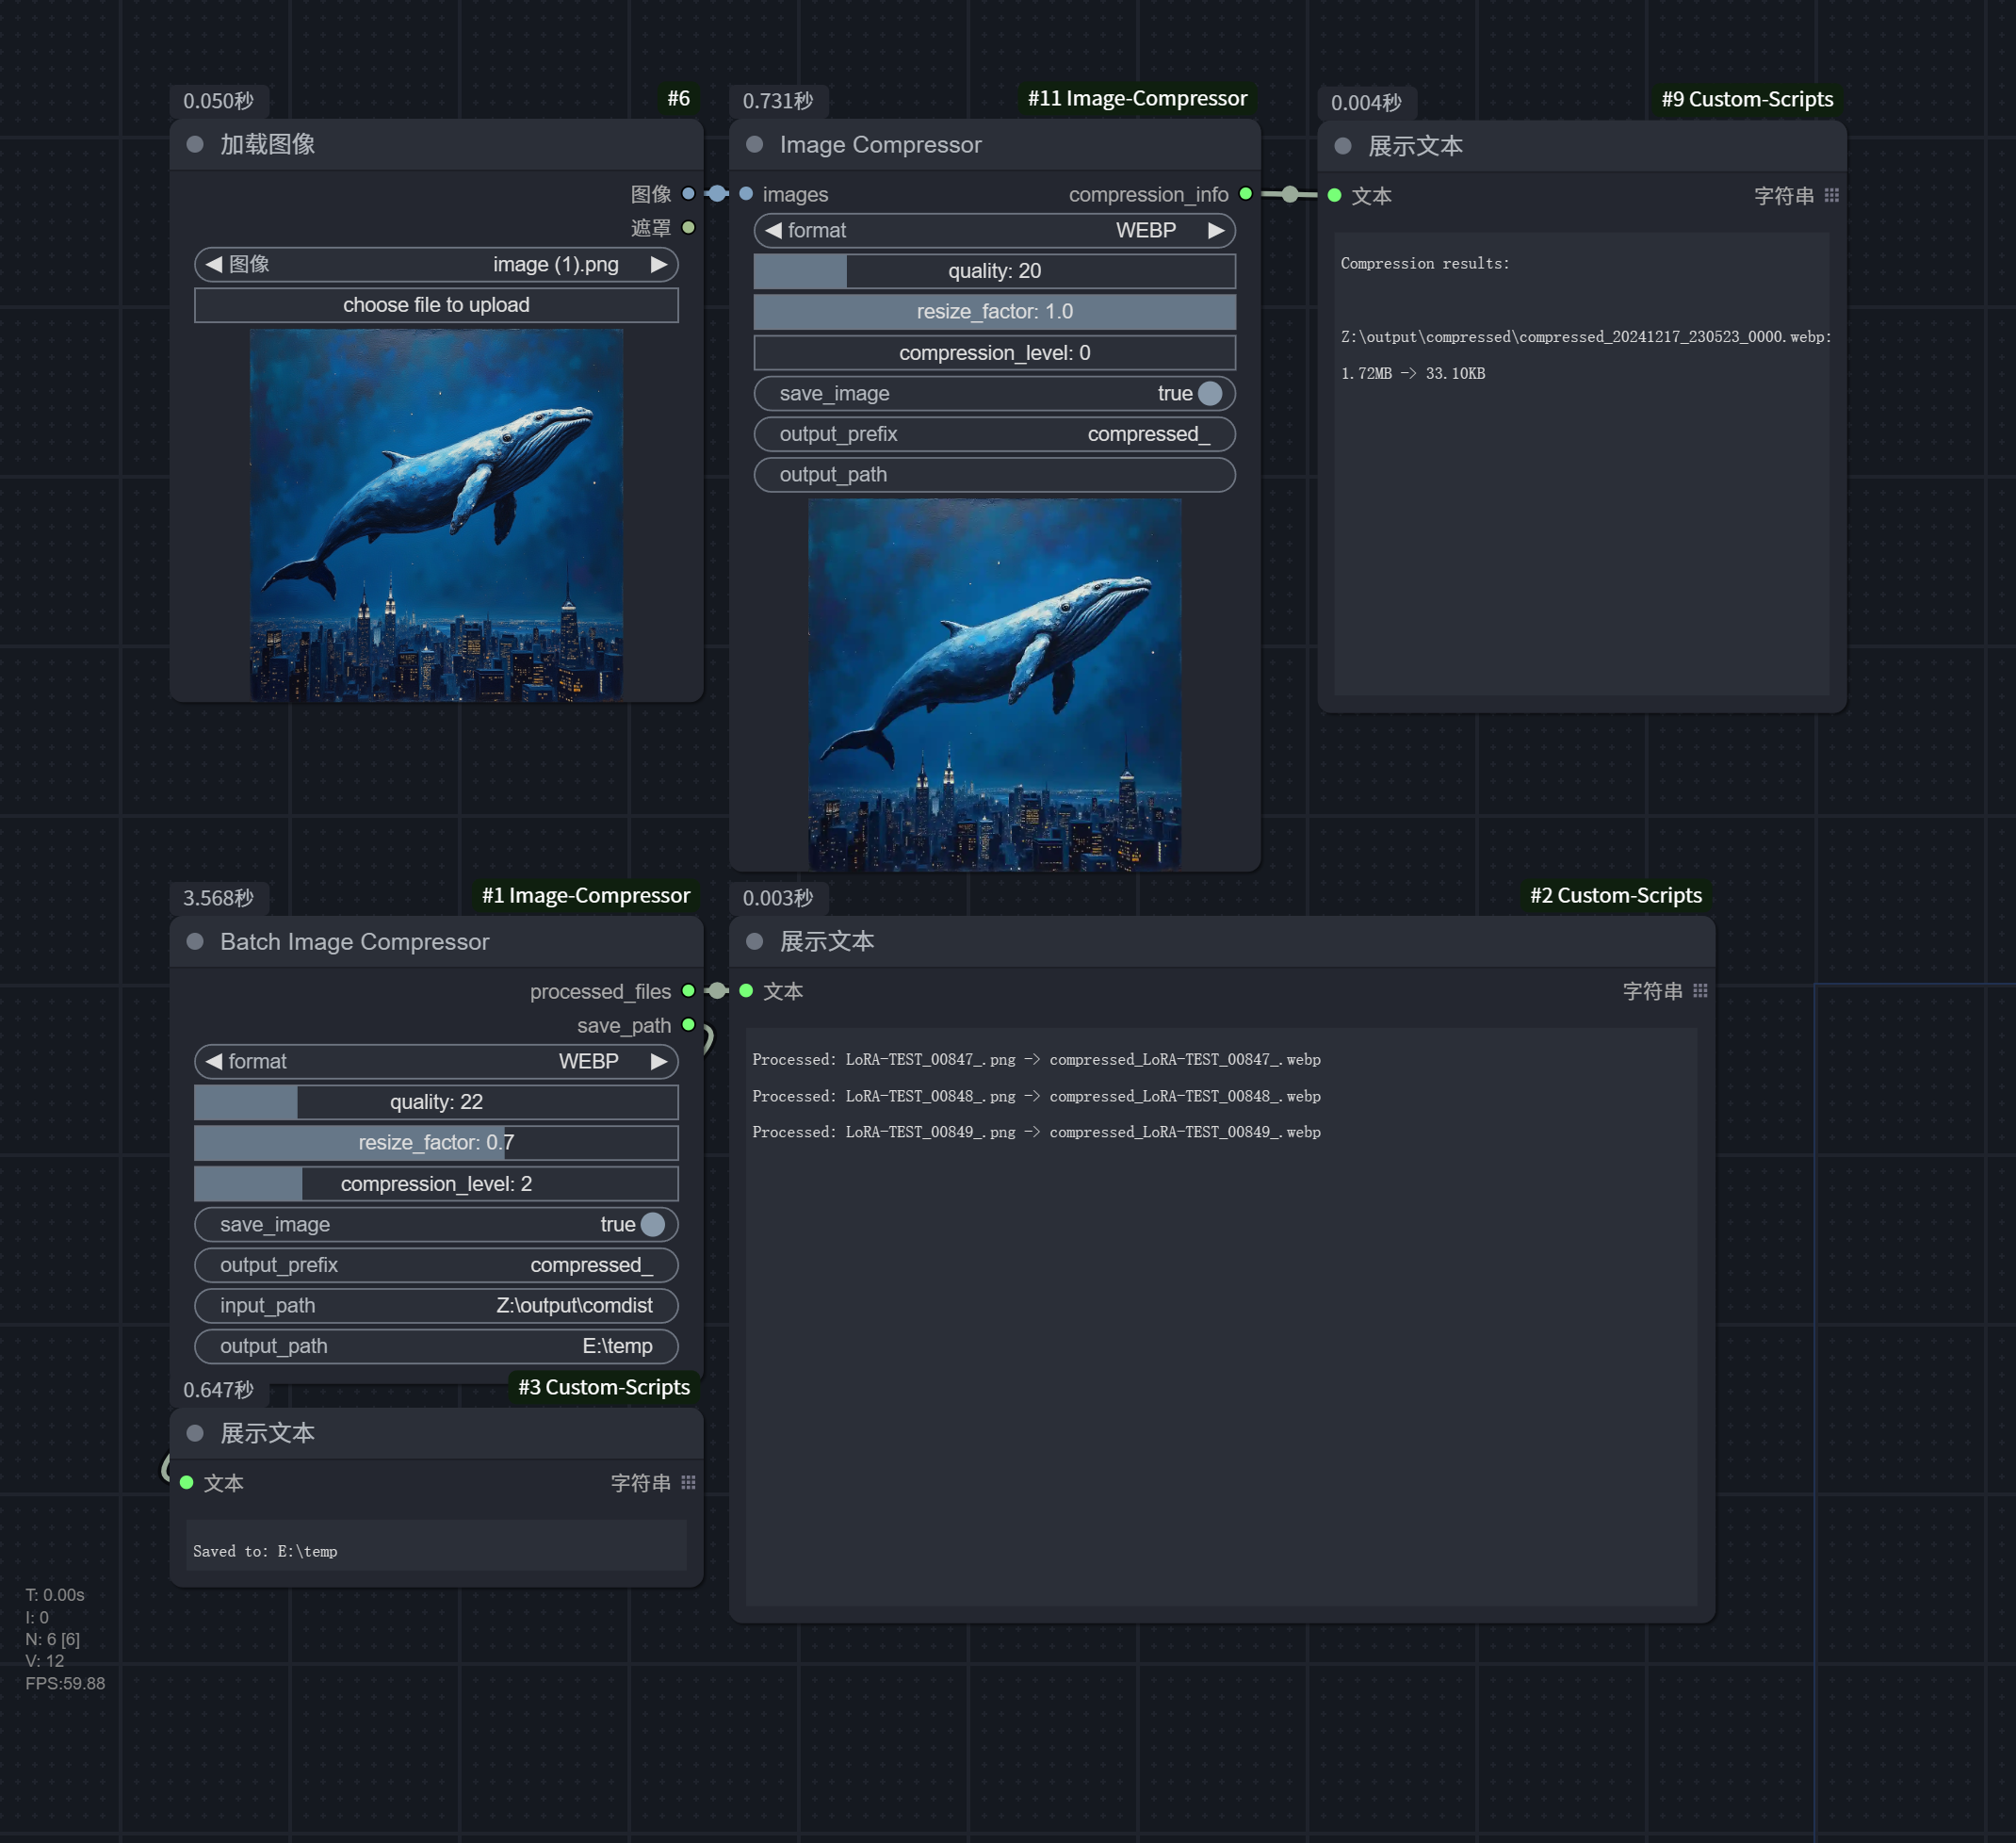 0.050秒
#6
加载图像
图像
遮罩
图像 image (1).png
choose file to upload
0.731秒
#11 Image-Compressor
Image Compressor
images compression_info
format WEBP
quality: 20
resize_factor: 1.0
compression_level: 0
save_image true
output_prefix compressed_
output_path
0.004秒
#9 Custom-Scripts
展示文本
文本 字符串
Compression results:
Z:\output\compressed\compressed_20241217_230523_0000.webp:
1.72MB -> 33.10KB
3.568秒
#1 Image-Compressor
Batch Image Compressor
processed_files
save_path
format WEBP
quality: 22
resize_factor: 0.7
compression_level: 2
save_image true
output_prefix compressed_
input_path Z:\output\comdist
output_path E:\temp
0.003秒
#2 Custom-Scripts
展示文本
文本 字符串
Processed: LoRA-TEST_00847_.png -> compressed_LoRA-TEST_00847_.webp
Processed: LoRA-TEST_00848_.png -> compressed_LoRA-TEST_00848_.webp
Processed: LoRA-TEST_00849_.png -> compressed_LoRA-TEST_00849_.webp
0.647秒
#3 Custom-Scripts
展示文本
文本 字符串
Saved to: E:\temp
T: 0.00s
I: 0
N: 6 [6]
V: 12
FPS:59.88